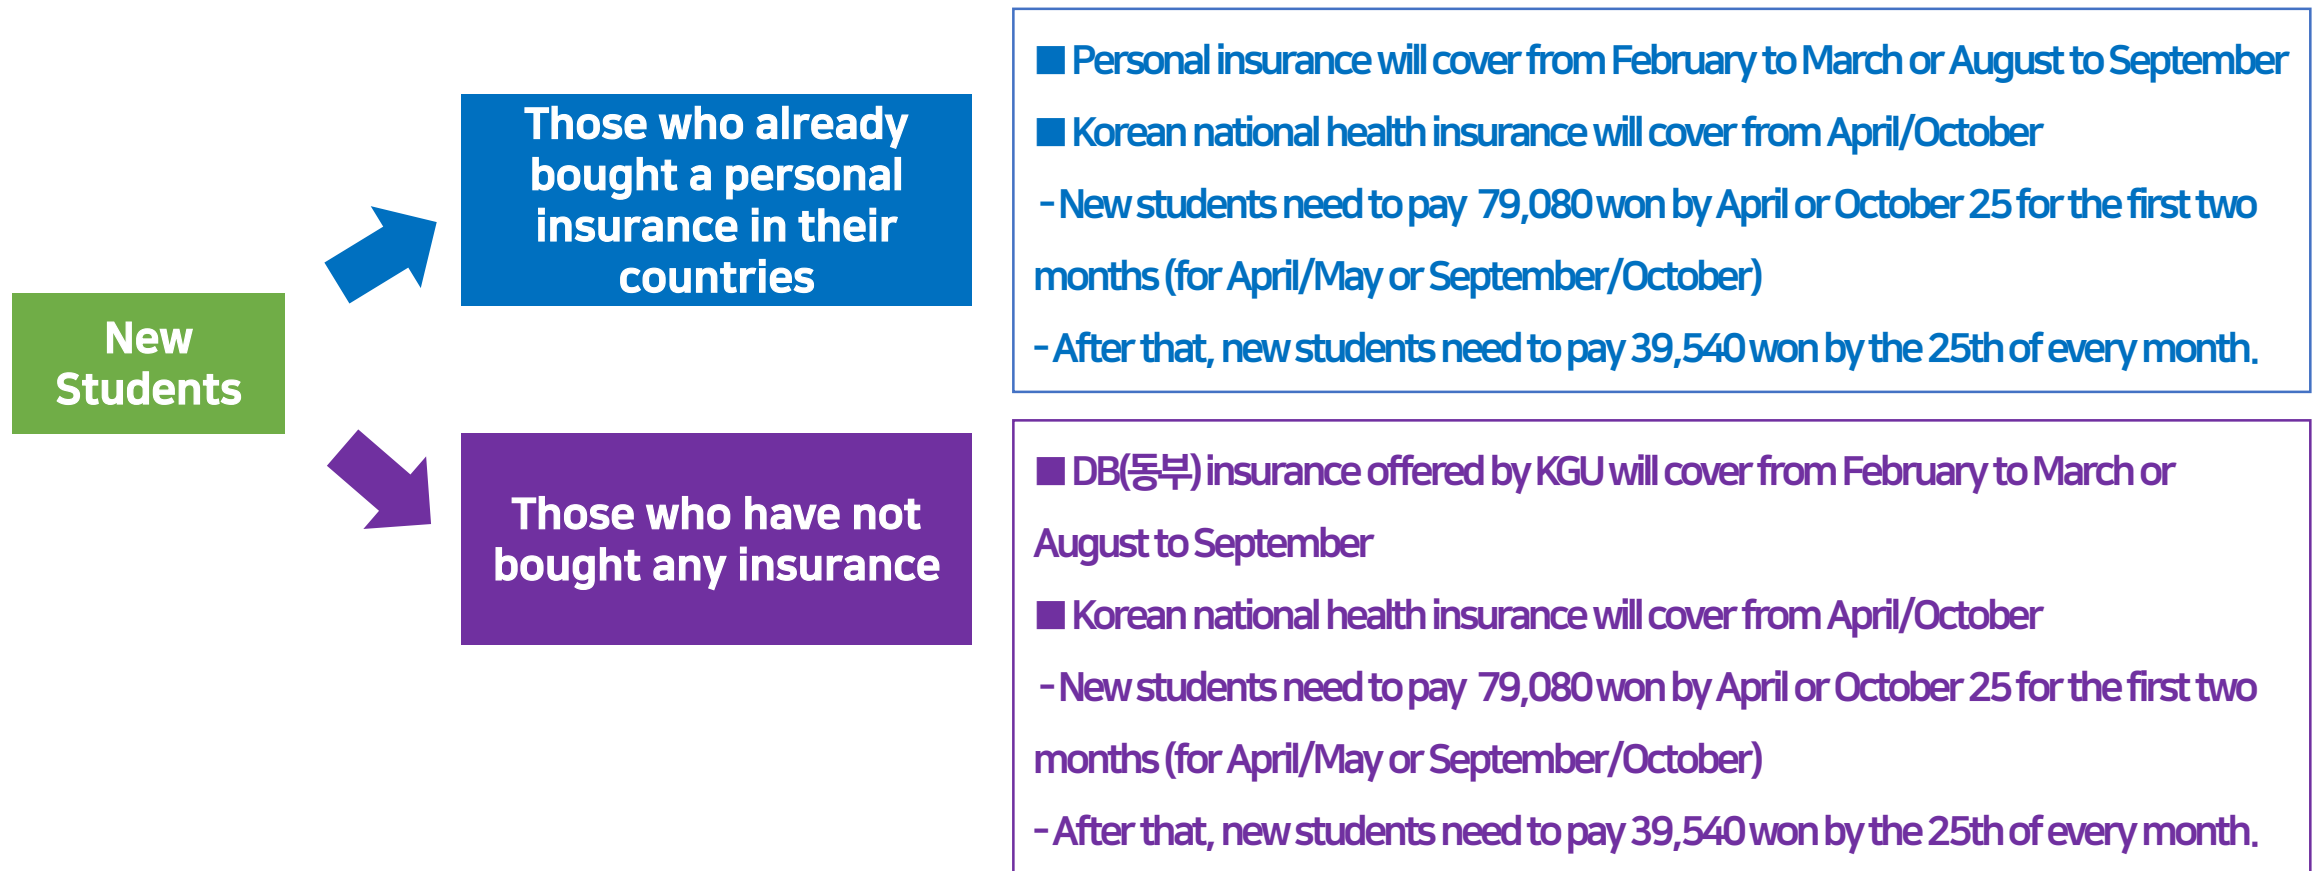 New
Students
Those who already
bought a personal
insurance in their
countries
■ Personal insurance will cover from February to March or August to September
■ Korean national health insurance will cover from April/October
- New students need to pay 79,080 won by April or October 25 for the first two
months (for April/May or September/October)
- After that, new students need to pay 39,540 won by the 25th of every month.
Those who have not
bought any insurance
■ DB(동부) insurance offered by KGU will cover from February to March or
August to September
■ Korean national health insurance will cover from April/October
- New students need to pay 79,080 won by April or October 25 for the first two
months (for April/May or September/October)
- After that, new students need to pay 39,540 won by the 25th of every month.